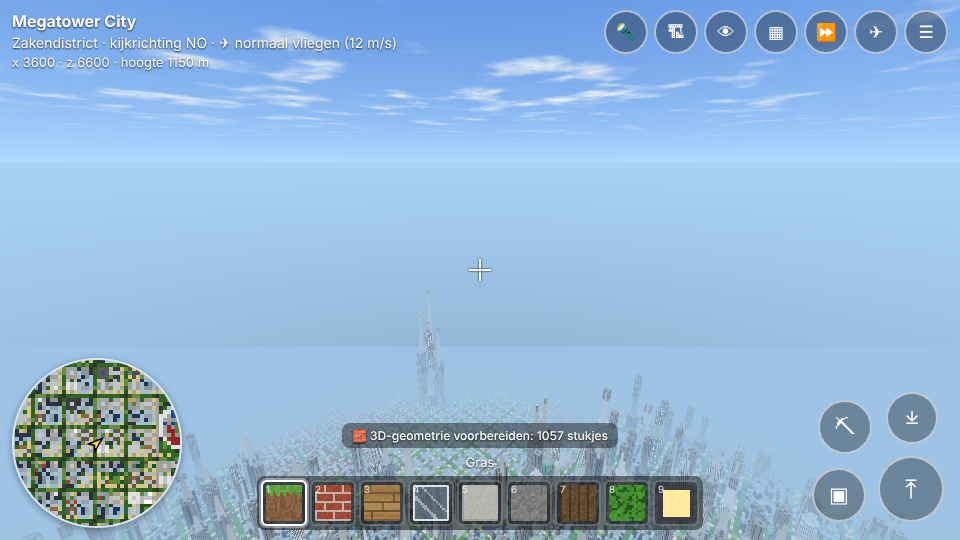 Megatower City
Zakendistrict · kijkrichting NO · ✈ normaal vliegen (12 m/s)
x 3600 · z 6600 · hoogte 1150 m
🧱 3D-geometrie voorbereiden: 1057 stukjes
Gras
1 2 3 4 5 6 7 8 9